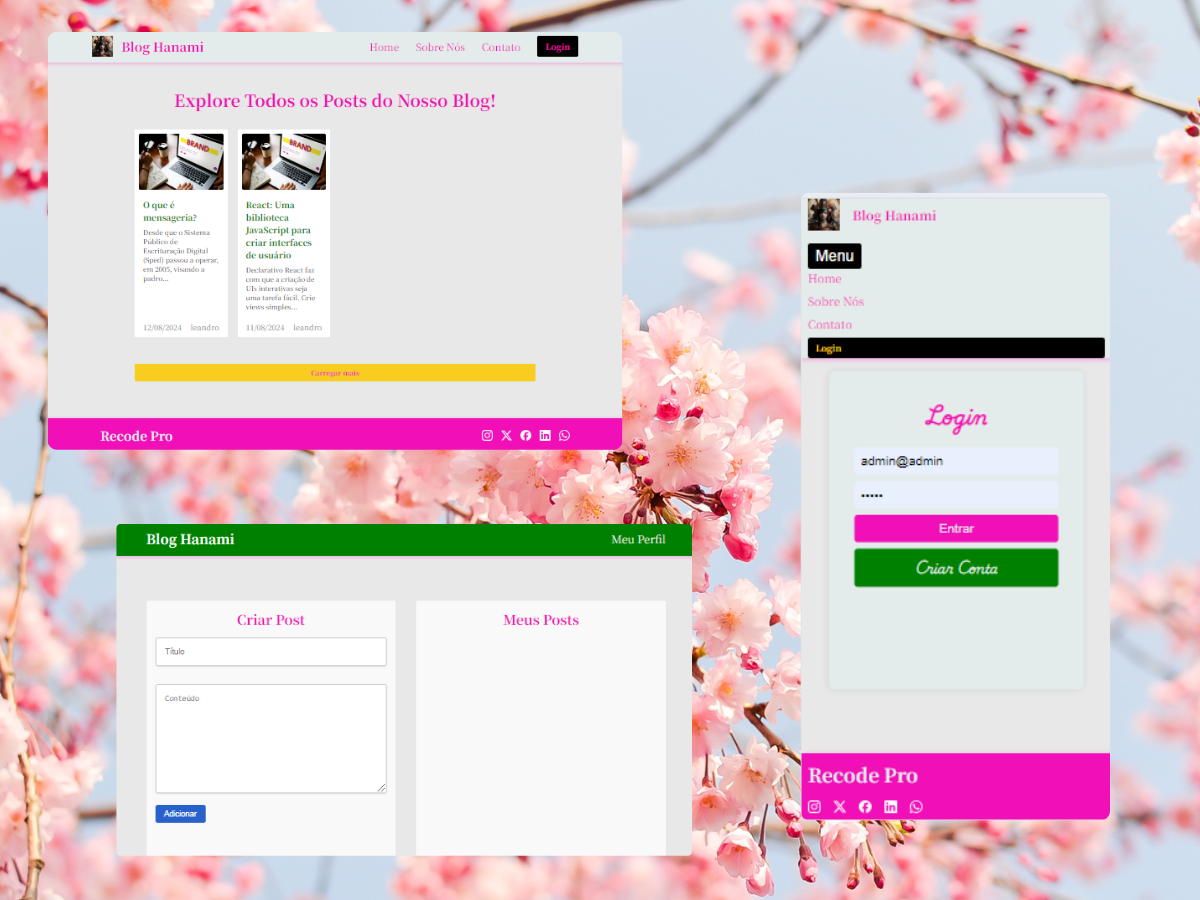 Blog Hanami
Home Sobre Nós Contato Login
Explore Todos os Posts do Nosso Blog!
BRAND
O que é
mensageria?
Desde que o Sistema
Público de
Escrituração Digital
(Sped) passou a operar,
em 2005, visando a
padro...
12/08/2024 leandro
BRAND
React: Uma
biblioteca
JavaScript para
criar interfaces
de usuário
Declarativo React faz
com que a criação de
UIs interativas seja
uma tarefa fácil. Crie
views simples...
11/08/2024 leandro
Carregar mais
Recode Pro
Blog Hanami
Menu
Home
Sobre Nós
Contato
Login
Login
admin@admin
•••••
Entrar
Criar Conta
Recode Pro
Blog Hanami
Meu Perfil
Criar Post
Título
Conteúdo
Adicionar
Meus Posts